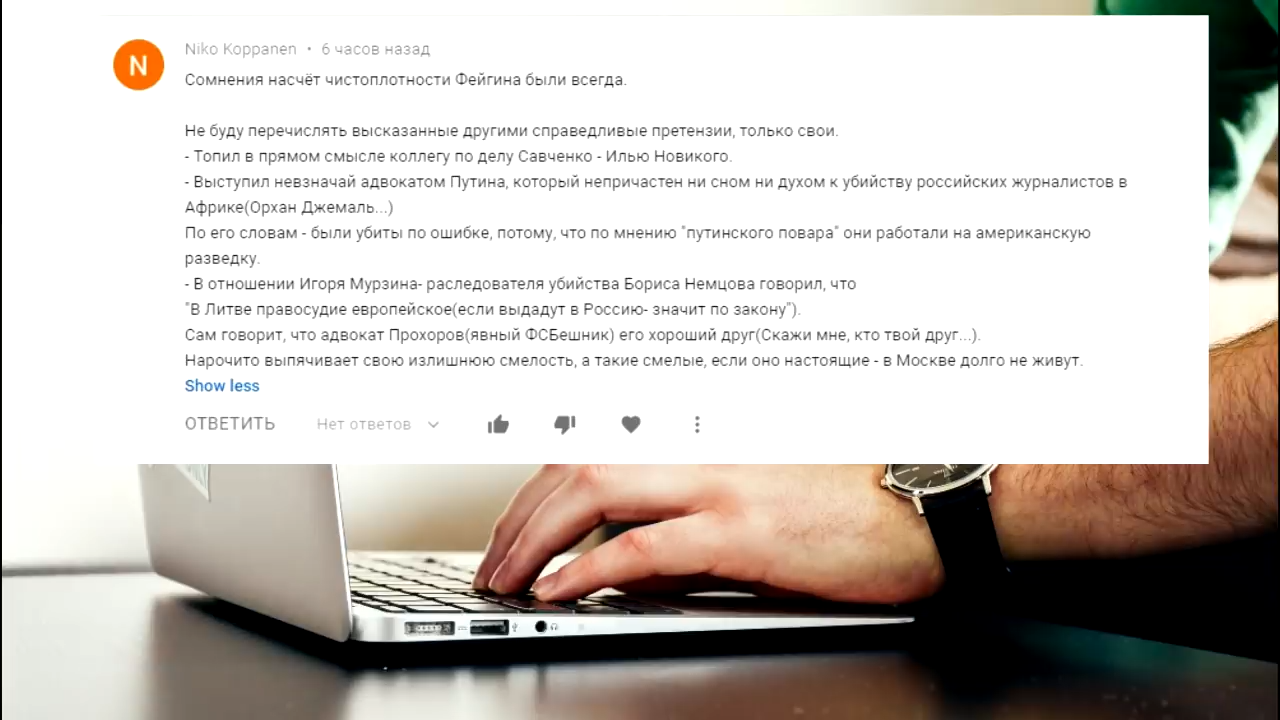 N
Niko Koppanen • 6 часов назад
Сомнения насчёт чистоплотности Фейгина были всегда.
Не буду перечислять высказанные другими справедливые претензии, только свои.
- Топил в прямом смысле коллегу по делу Савченко - Илью Новикого.
- Выступил невзначай адвокатом Путина, который непричастен ни сном ни духом к убийству российских журналистов в
Африке(Орхан Джемаль...)
По его словам - были убиты по ошибке, потому, что по мнению "путинского повара" они работали на американскую
разведку.
- В отношении Игоря Мурзина- раследователя убийства Бориса Немцова говорил, что
"В Литве правосудие европейское(если выдадут в Россию- значит по закону").
Сам говорит, что адвокат Прохоров(явный ФСБешник) его хороший друг(Скажи мне, кто твой друг...).
Нарочито выпячивает свою излишнюю смелость, а такие смелые, если оно настоящие - в Москве долго не живут.
Show less
ОТВЕТИТЬ Нет ответов